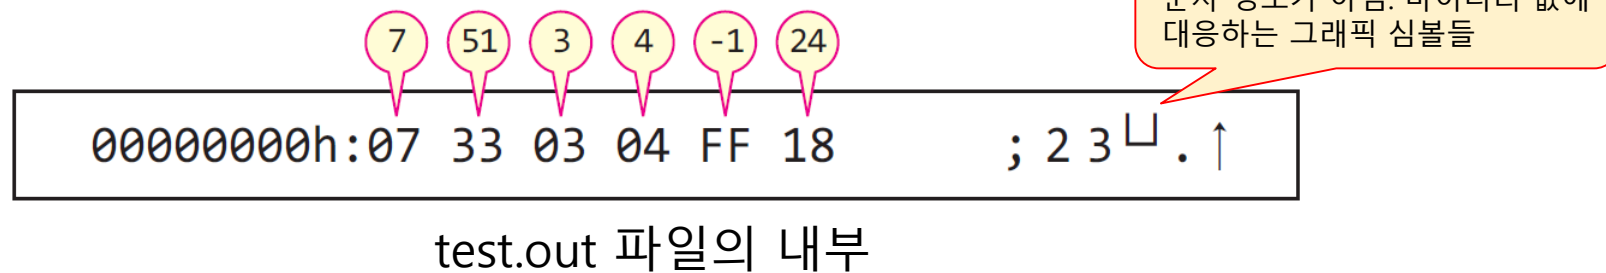 대응하는 그래픽 심볼들
7 51 3 4 -1 24
00000000h:07 33 03 04 FF 18 ; 2 3 └┘ . ↑
test.out 파일의 내부